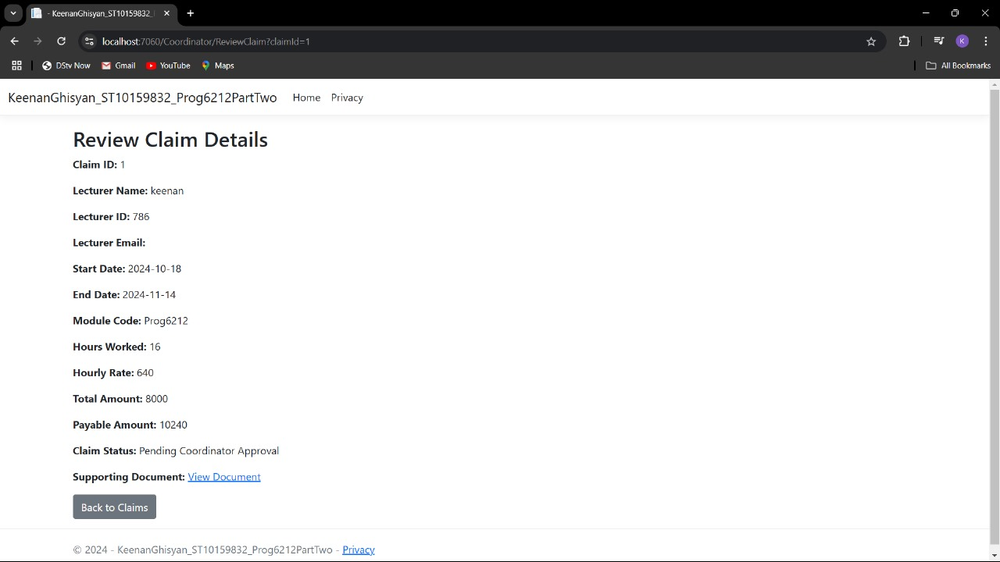 - KeenanGhisyan_ST10159832_
localhost:7060/Coordinator/ReviewClaim?claimId=1
K
DStv Now
Gmail
YouTube
Maps
All Bookmarks
KeenanGhisyan_ST10159832_Prog6212PartTwo
Home
Privacy
Review Claim Details
Claim ID: 1
Lecturer Name: keenan
Lecturer ID: 786
Lecturer Email:
Start Date: 2024-10-18
End Date: 2024-11-14
Module Code: Prog6212
Hours Worked: 16
Hourly Rate: 640
Total Amount: 8000
Payable Amount: 10240
Claim Status: Pending Coordinator Approval
Supporting Document: View Document
Back to Claims
© 2024 - KeenanGhisyan_ST10159832_Prog6212PartTwo - Privacy